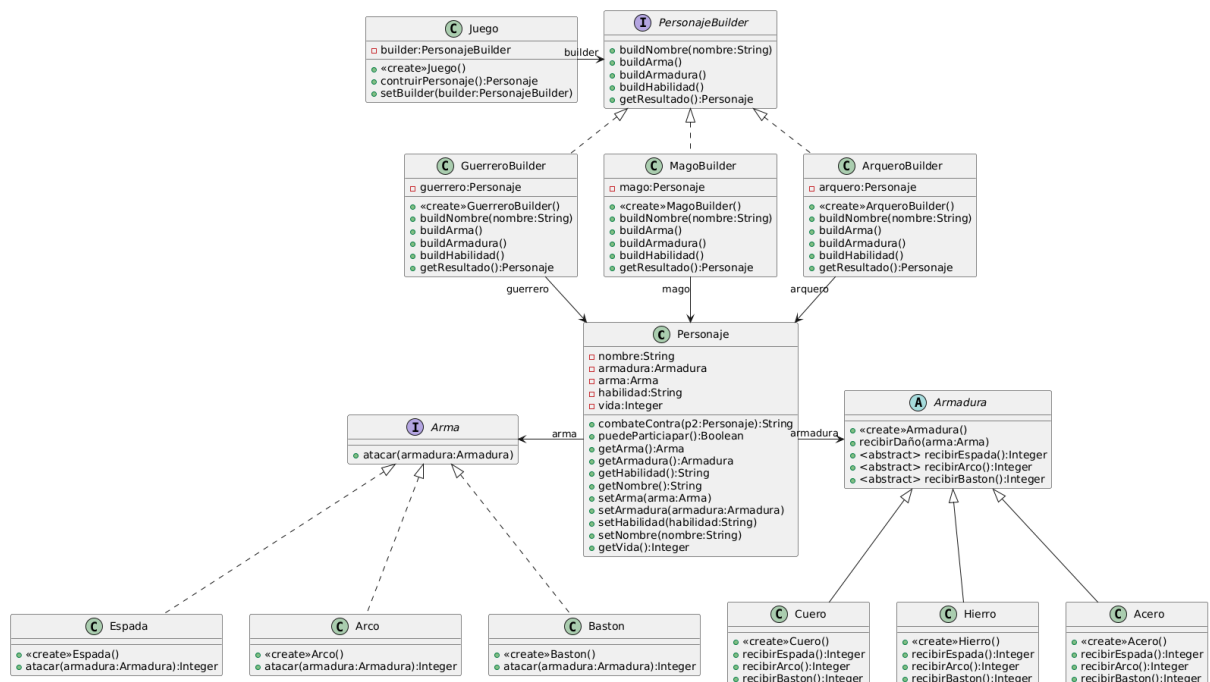 C Juego
builder:PersonajeBuilder
«create»Juego()
contruirPersonaje():Personaje
setBuilder(builder:PersonajeBuilder)
builder
I PersonajeBuilder
buildNombre(nombre:String)
buildArma()
buildArmadura()
buildHabilidad()
getResultado():Personaje
C GuerreroBuilder
guerrero:Personaje
«create»GuerreroBuilder()
buildNombre(nombre:String)
buildArma()
buildArmadura()
buildHabilidad()
getResultado():Personaje
C MagoBuilder
mago:Personaje
«create»MagoBuilder()
buildNombre(nombre:String)
buildArma()
buildArmadura()
buildHabilidad()
getResultado():Personaje
C ArqueroBuilder
arquero:Personaje
«create»ArqueroBuilder()
buildNombre(nombre:String)
buildArma()
buildArmadura()
buildHabilidad()
getResultado():Personaje
guerrero
mago
arquero
C Personaje
nombre:String
armadura:Armadura
arma:Arma
habilidad:String
vida:Integer
combateContra(p2:Personaje):String
puedeParticiapar():Boolean
getArma():Arma
getArmadura():Armadura
getHabilidad():String
getNombre():String
setArma(arma:Arma)
setArmadura(armadura:Armadura)
setHabilidad(habilidad:String)
setNombre(nombre:String)
getVida():Integer
arma
armadura
I Arma
atacar(armadura:Armadura)
A Armadura
«create»Armadura()
recibirDaño(arma:Arma)
<abstract> recibirEspada():Integer
<abstract> recibirArco():Integer
<abstract> recibirBaston():Integer
C Espada
«create»Espada()
atacar(armadura:Armadura):Integer
C Arco
«create»Arco()
atacar(armadura:Armadura):Integer
C Baston
«create»Baston()
atacar(armadura:Armadura):Integer
C Cuero
«create»Cuero()
recibirEspada():Integer
recibirArco():Integer
recibirBaston():Integer
C Hierro
«create»Hierro()
recibirEspada():Integer
recibirArco():Integer
recibirBaston():Integer
C Acero
«create»Acero()
recibirEspada():Integer
recibirArco():Integer
recibirBaston():Integer